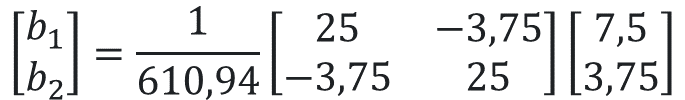 [b₁ b₂] = 1/610,94 [25 −3,75 −3,75 25] [7,5 3,75]